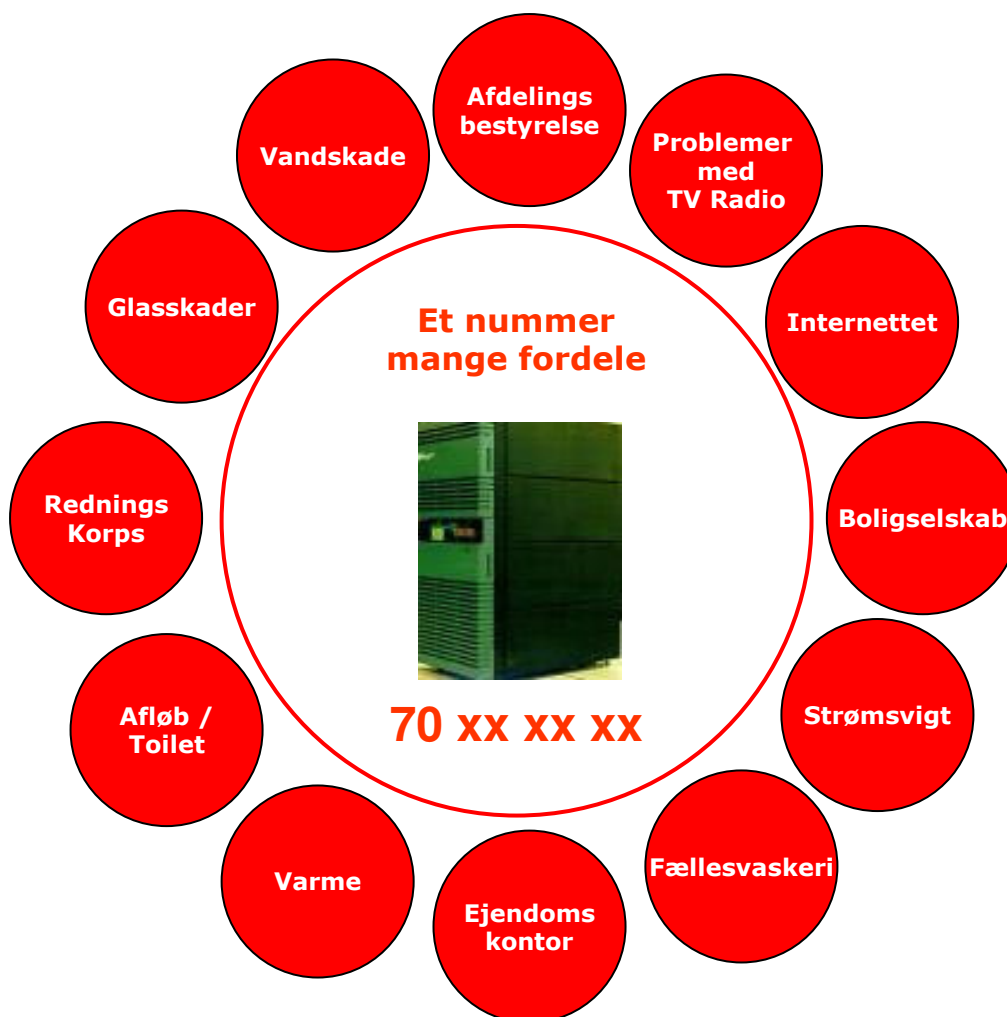 Afdelings
bestyrelse
Problemer
med
TV Radio
Internettet
Boligselskab
Strømsvigt
Fællesvaskeri
Ejendoms
kontor
Varme
Afløb /
Toilet
Rednings
Korps
Glasskader
Vandskade
Et nummer
mange fordele
70 xx xx xx